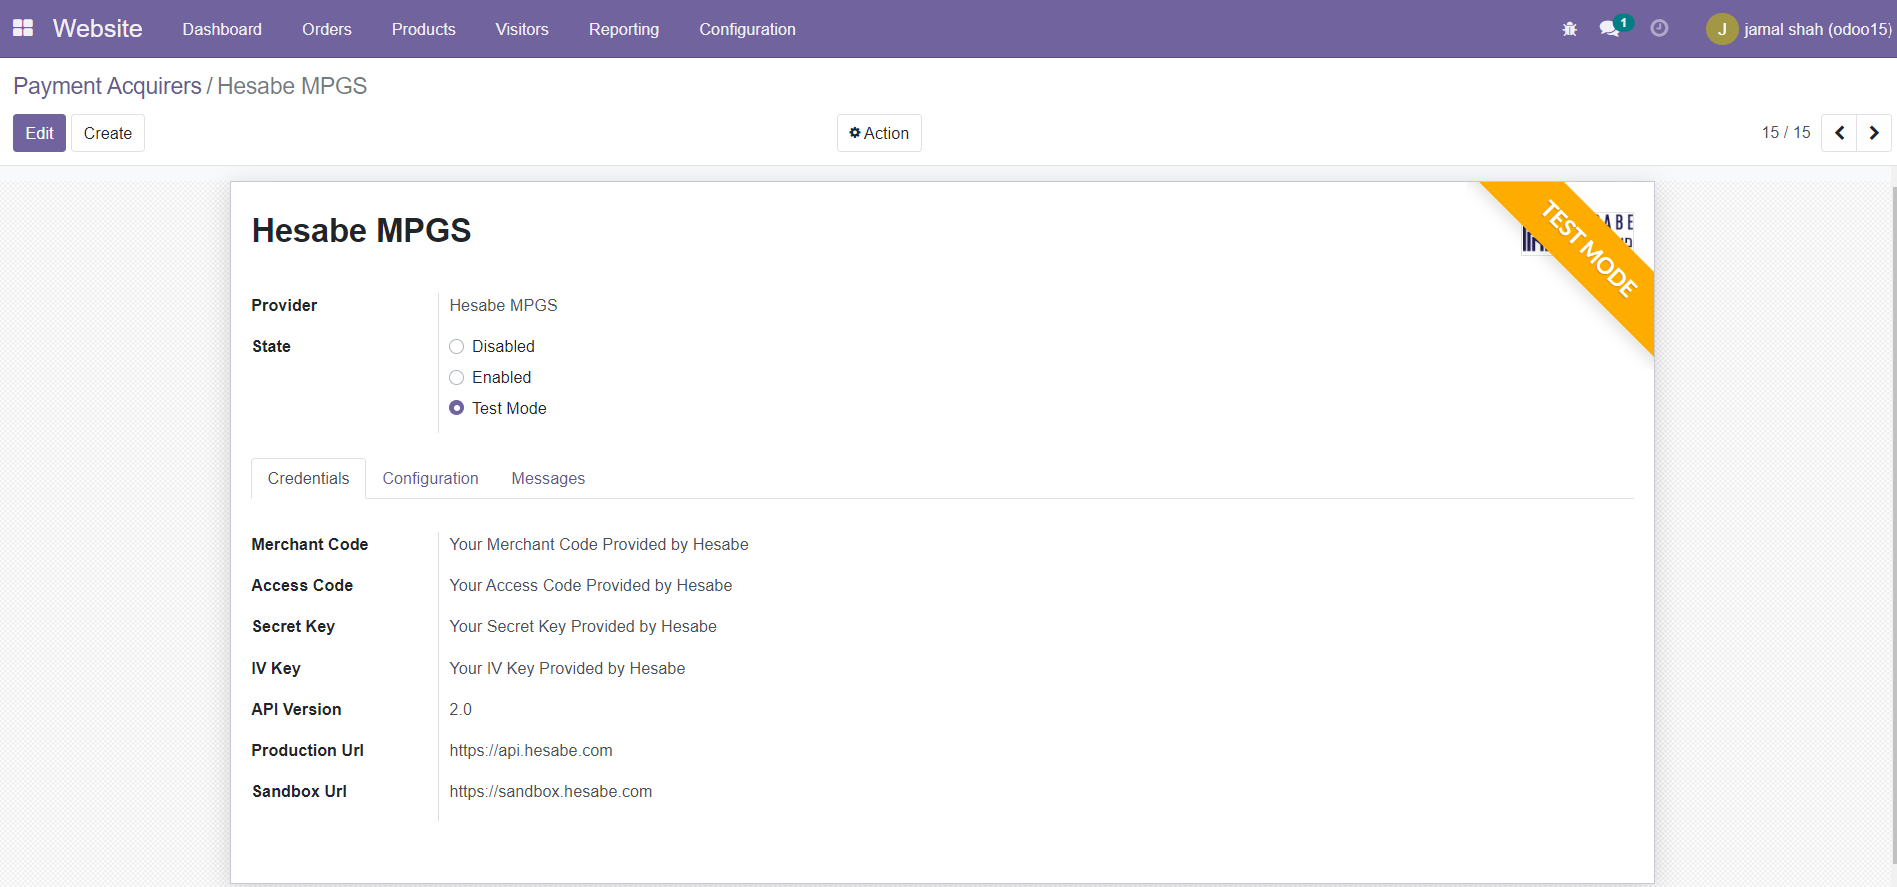 Website Dashboard Orders Products Visitors Reporting Configuration 1 J jamal shah (odoo15)
Payment Acquirers / Hesabe MPGS
Edit Create Action 15 / 15
Hesabe MPGS
ABE
TEST MODE
Provider Hesabe MPGS
State Disabled
Enabled
Test Mode
Credentials Configuration Messages
Merchant Code Your Merchant Code Provided by Hesabe
Access Code Your Access Code Provided by Hesabe
Secret Key Your Secret Key Provided by Hesabe
IV Key Your IV Key Provided by Hesabe
API Version 2.0
Production Url https://api.hesabe.com
Sandbox Url https://sandbox.hesabe.com